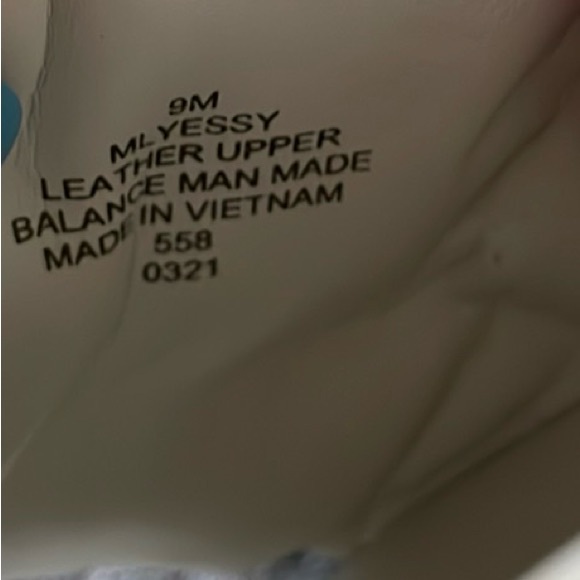 9M
MLYESSY
LEATHER UPPER
BALANCE MAN MADE
MADE IN VIETNAM
558
0321